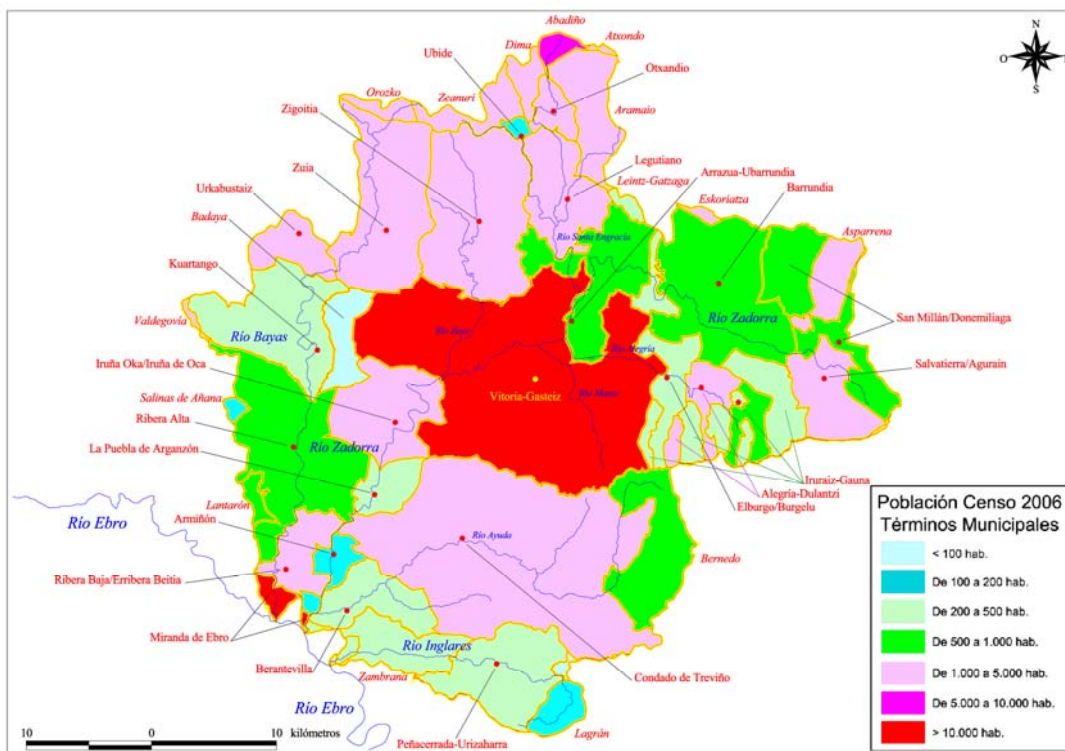 Abadiño
Atxondo
Dima
Ubide
Otxandio
Orozko
Zeanuri
Zigoitia
Aramaio
Zuia
Legutiano
Leintz-Gatzaga
Arrazua-Ubarrundia
Urkabustaiz
Eskoriatza
Barrundia
Badaya
Asparrena
Río Santa Engracia
Kuartango
Valdegovía
Río Bayas
Río Zaya
Río Zadorra
San Millán/Donemiliaga
Iruña Oka/Iruña de Oca
Río Alegría
Salvatierra/Agurain
Vitoria-Gasteiz
Salinas de Añana
Ribera Alta
Río Zadorra
La Puebla de Arganzón
Iruraiz-Gauna
Alegría-Dulantzi
Elburgo/Burgelu
Lantarón
Río Ebro
Armiñón
Río Ayuda
Bernedo
Ribera Baja/Erribera Beitia
Miranda de Ebro
Río Inglares
Berantevilla
Zambrana
Condado de Treviño
Río Ebro
Lagrán
Peñacerrada-Urizaharra
N
O
S
Población Censo 2006
Términos Municipales
< 100 hab.
De 100 a 200 hab.
De 200 a 500 hab.
De 500 a 1.000 hab.
De 1.000 a 5.000 hab.
De 5.000 a 10.000 hab.
> 10.000 hab.
10 0 10
kilómetros